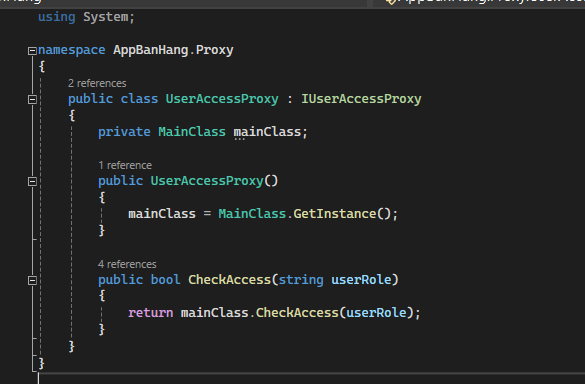 using System;
namespace AppBanHang.Proxy
{
2 references
public class UserAccessProxy : IUserAccessProxy
{
private MainClass mainClass;
1 reference
public UserAccessProxy()
{
mainClass = MainClass.GetInstance();
}
4 references
public bool CheckAccess(string userRole)
{
return mainClass.CheckAccess(userRole);
}
}
}